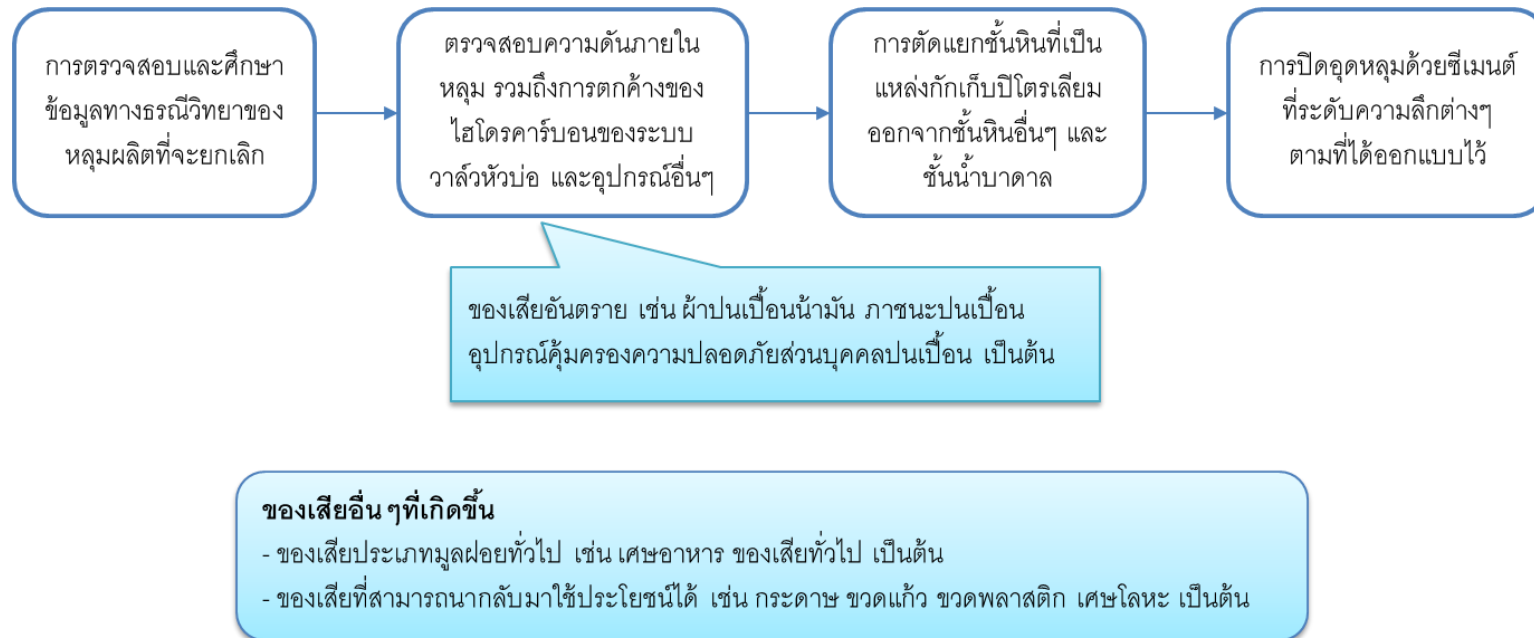 การตรวจสอบและศึกษา
ข้อมูลทางธรณีวิทยาของ
หลุมผลิตที่จะยกเลิก
ตรวจสอบความดันภายใน
หลุม รวมถึงการตกค้างของ
ไฮโดรคาร์บอนของระบบ
วาล์วหัวบ่อ และอุปกรณ์อื่นๆ
การตัดแยกชั้นหินที่เป็น
แหล่งกักเก็บปิโตรเลียม
ออกจากชั้นหินอื่นๆ และ
ชั้นน้ำบาดาล
การปิดอุดหลุมด้วยซีเมนต์
ที่ระดับความลึกต่างๆ
ตามที่ได้ออกแบบไว้
ของเสียอันตราย เช่น ผ้าปนเปื้อนน้ามัน ภาชนะปนเปื้อน
อุปกรณ์คุ้มครองความปลอดภัยส่วนบุคคลปนเปื้อน เป็นต้น
ของเสียอื่น ๆที่เกิดขึ้น
- ของเสียประเภทมูลฝอยทั่วไป เช่น เศษอาหาร ของเสียทั่วไป เป็นต้น
- ของเสียที่สามารถนากลับมาใช้ประโยชน์ได้ เช่น กระดาษ ขวดแก้ว ขวดพลาสติก เศษโลหะ เป็นต้น